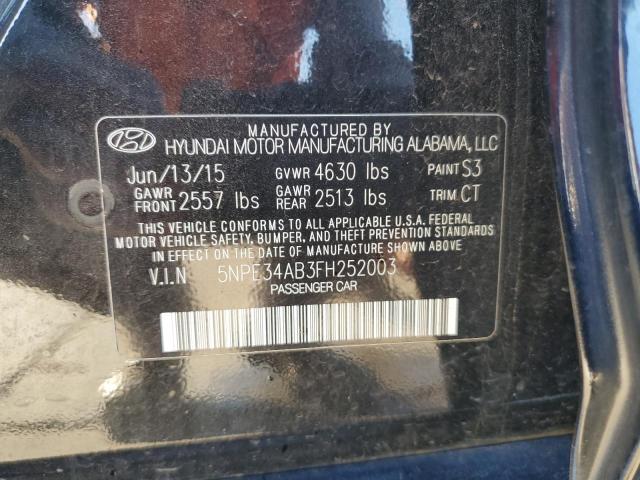 MANUFACTURED BY
HYUNDAI MOTOR MANUFACTURING ALABAMA, LLC
Jun/13/15 GVWR 4630 lbs PAINT S3
GAWR FRONT 2557 lbs GAWR REAR 2513 lbs TRIM CT
THIS VEHICLE CONFORMS TO ALL APPLICABLE U.S.A. FEDERAL
MOTOR VEHICLE SAFETY, BUMPER, AND THEFT PREVENTION
STANDARDS IN EFFECT ON THE DATE OF MANUFACTURE SHOWN ABOVE.
V.I.N 5NPE34AB3FH252003
PASSENGER CAR